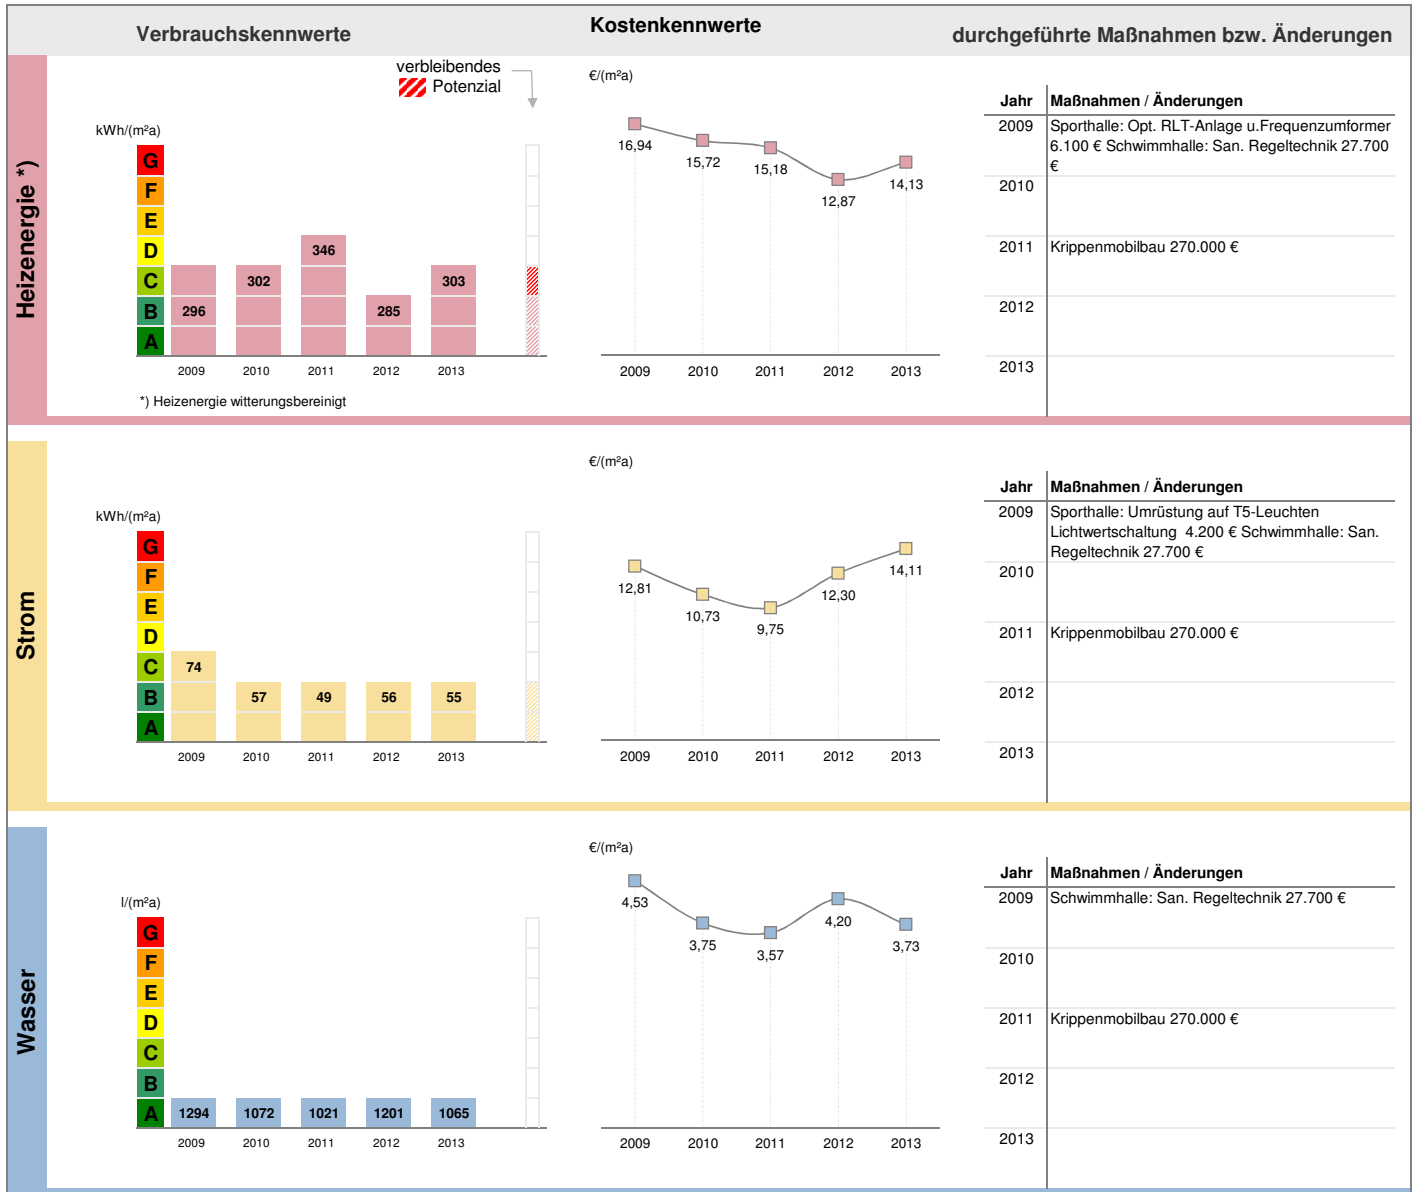 Verbrauchskennwerte
Kostenkennwerte
durchgeführte Maßnahmen bzw. Änderungen
Heizenergie *)
verbleibendes
Potenzial
kWh/(m²a)
G
F
E
D
C
B
A
296
302
346
285
303
2009
2010
2011
2012
2013
*) Heizenergie witterungsbereinigt
€/(m²a)
16,94
15,72
15,18
12,87
14,13
2009
2010
2011
2012
2013
Jahr
Maßnahmen / Änderungen
2009
Sporthalle: Opt. RLT-Anlage u.Frequenzumformer
6.100 € Schwimmhalle: San. Regeltechnik 27.700
€
2010
2011
Krippenmobilbau 270.000 €
2012
2013
Strom
kWh/(m²a)
G
F
E
D
C
B
A
74
57
49
56
55
2009
2010
2011
2012
2013
€/(m²a)
12,81
10,73
9,75
12,30
14,11
2009
2010
2011
2012
2013
Jahr
Maßnahmen / Änderungen
2009
Sporthalle: Umrüstung auf T5-Leuchten
Lichtwertschaltung  4.200 € Schwimmhalle: San.
Regeltechnik 27.700 €
2010
2011
Krippenmobilbau 270.000 €
2012
2013
Wasser
l/(m²a)
G
F
E
D
C
B
A
1294
1072
1021
1201
1065
2009
2010
2011
2012
2013
€/(m²a)
4,53
3,75
3,57
4,20
3,73
2009
2010
2011
2012
2013
Jahr
Maßnahmen / Änderungen
2009
Schwimmhalle: San. Regeltechnik 27.700 €
2010
2011
Krippenmobilbau 270.000 €
2012
2013